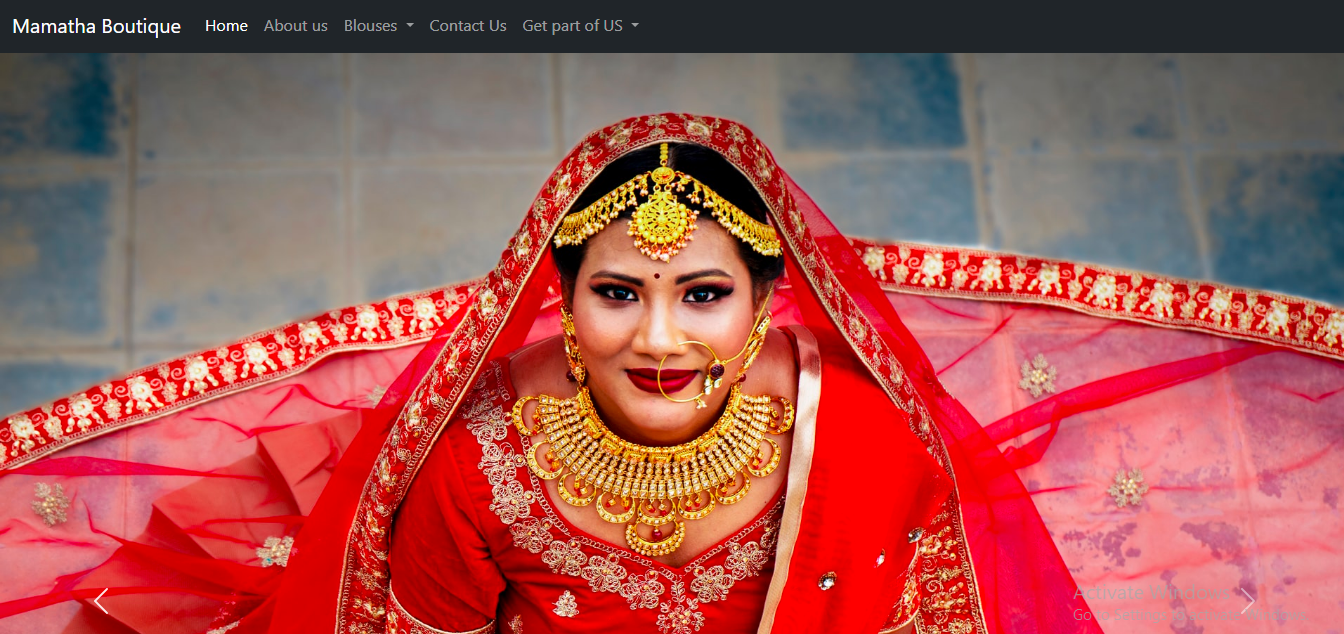 Mamatha Boutique Home About us Blouses Contact Us Get part of US
Activate Windows
Go to Settings to activate Windows.